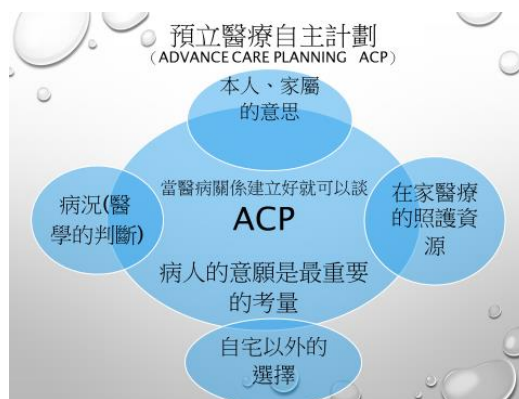 預立醫療自主計劃
（ADVANCE CARE PLANNING ACP）
本人、家屬
的意思
病況(醫
學的判斷)
當醫病關係建立好就可以談
ACP
病人的意願是最重要
的考量
在家醫療
的照護資
源
自宅以外的
選擇